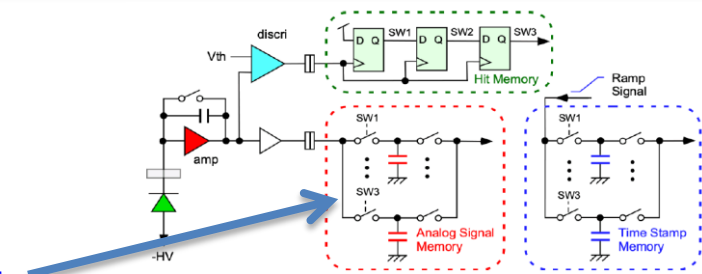 discri
Vth
D Q
SW1
D Q
SW2
D Q
SW3
Hit Memory
Ramp
Signal
amp
SW1
SW3
Analog Signal
Memory
SW1
SW3
Time Stamp
Memory
-HV